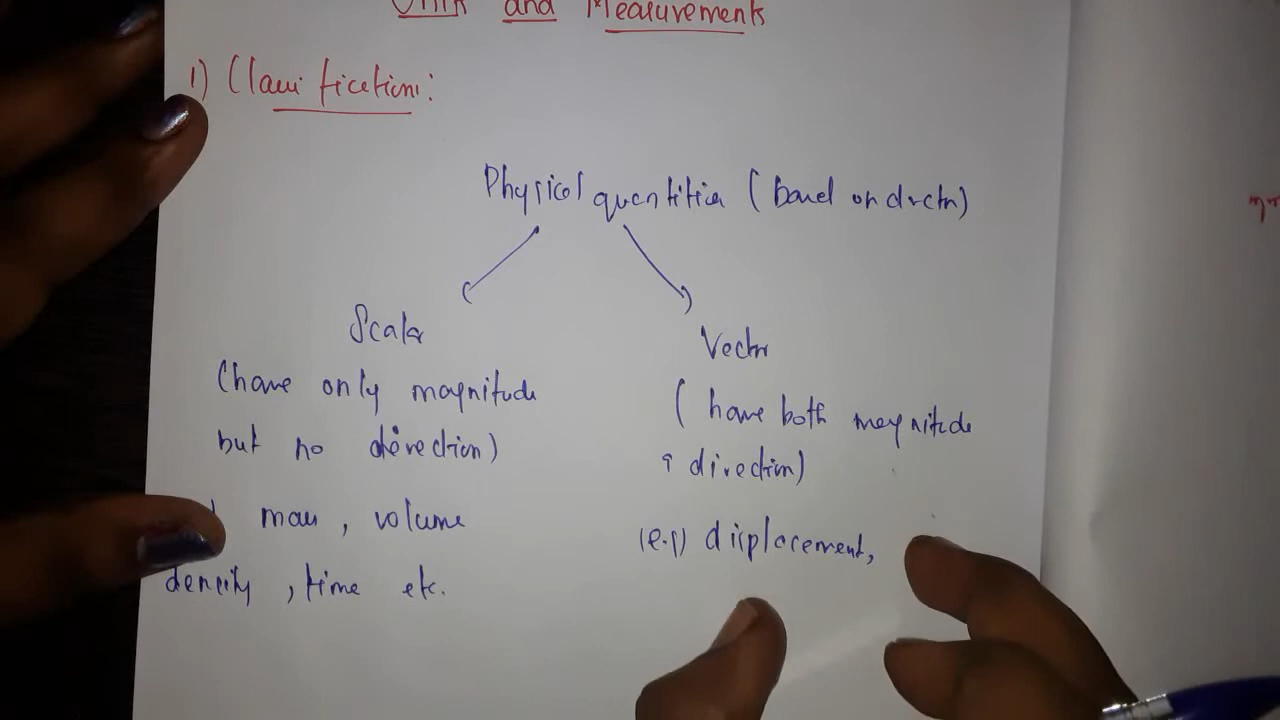 Units and Measurements
1) Classification:
Physical quantities (based on drctn)
Scalar
(have only magnitude
but no direction)
mass, volume
density, time etc.
Vector
(have both magnitude
& direction)
(e.g) displacement,